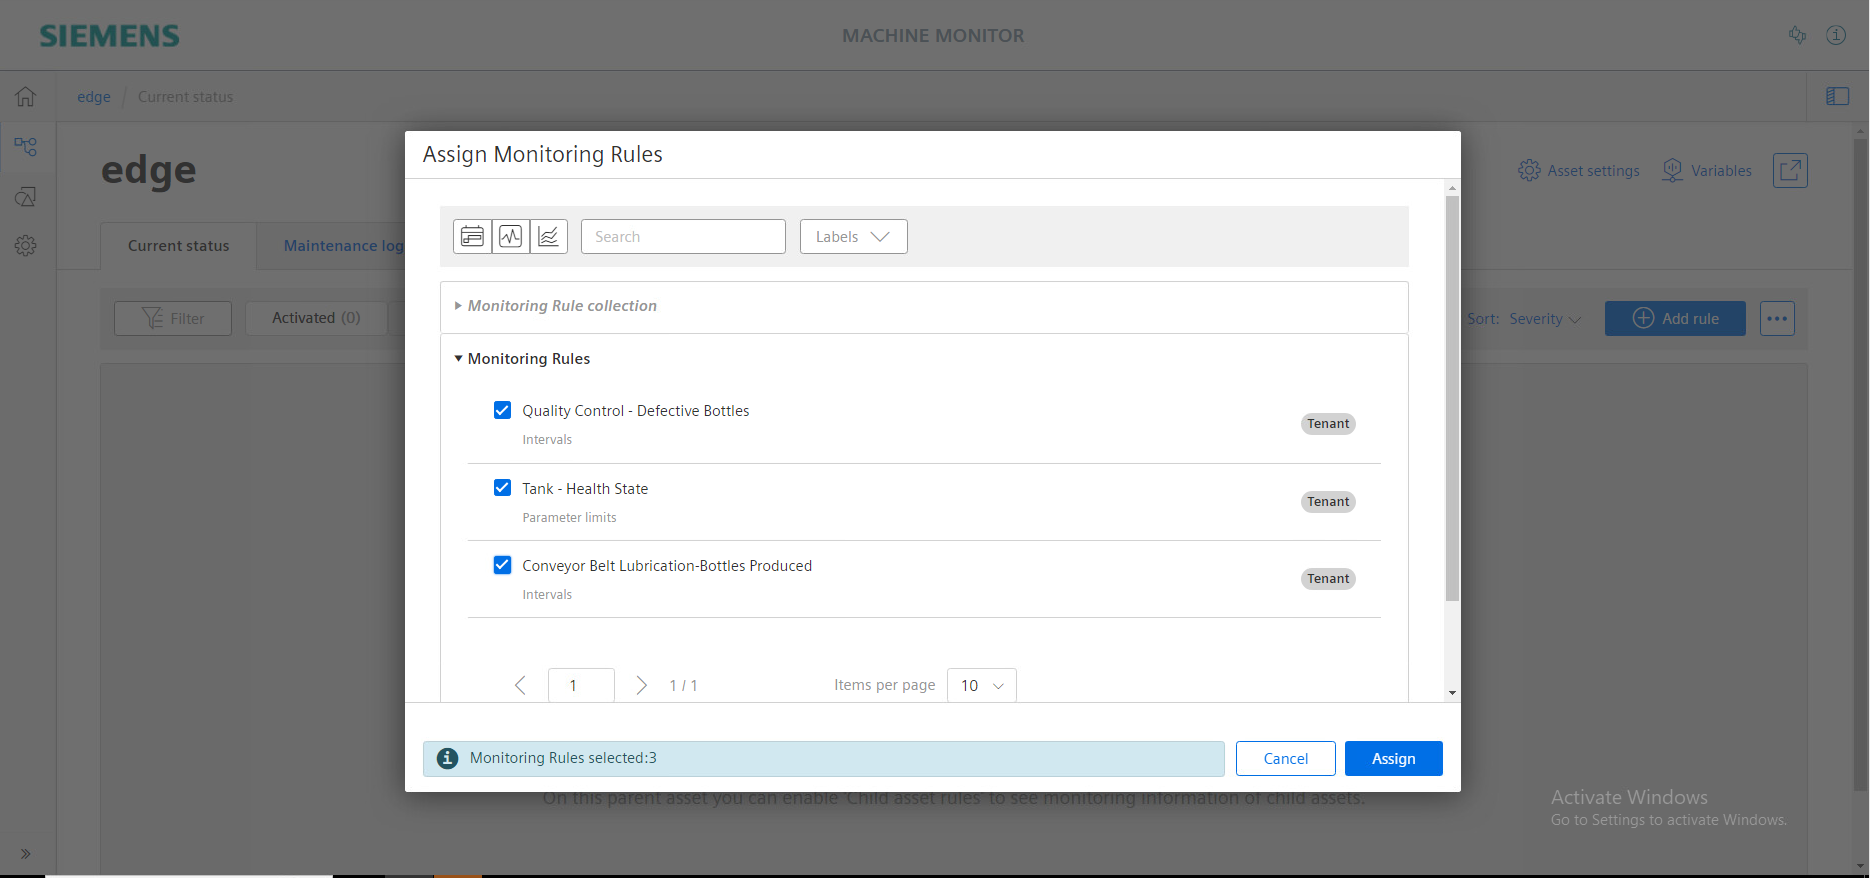 SIEMENS
MACHINE MONITOR
edge / Current status
edge
Asset settings
Variables
Current status
Maintenance log
Filter
Activated (0)
Sort: Severity
Add rule
Assign Monitoring Rules
Search
Labels
Monitoring Rule collection
Monitoring Rules
Quality Control - Defective Bottles
Intervals
Tenant
Tank - Health State
Parameter limits
Tenant
Conveyor Belt Lubrication-Bottles Produced
Intervals
Tenant
1
1 / 1
Items per page
10
Monitoring Rules selected:3
Cancel
Assign
On this parent asset you can enable 'Child asset rules' to see monitoring information of child assets.
Activate Windows
Go to Settings to activate Windows.